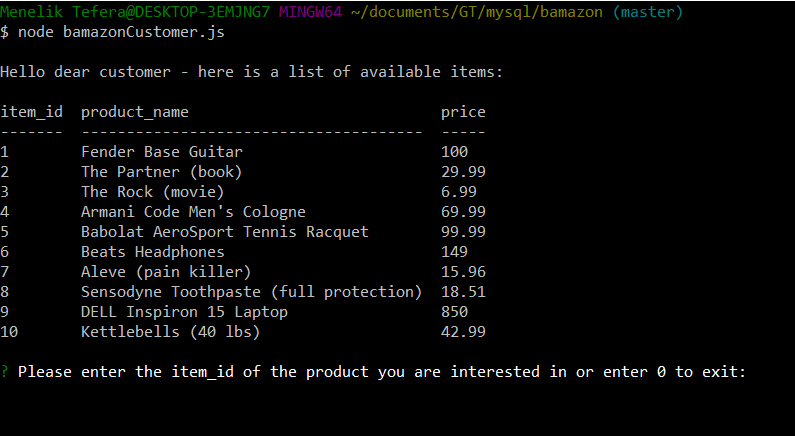 Menelik Tefera@DESKTOP-3EMJNG7 MINGW64 ~/documents/GT/mysql/bamazon (master)
$ node bamazonCustomer.js
Hello dear customer - here is a list of available items:
item_id  product_name                            price
-------  --------------------------------------  -----
1        Fender Base Guitar                      100
2        The Partner (book)                      29.99
3        The Rock (movie)                        6.99
4        Armani Code Men's Cologne               69.99
5        Babolat AeroSport Tennis Racquet        99.99
6        Beats Headphones                        149
7        Aleve (pain killer)                     15.96
8        Sensodyne Toothpaste (full protection)  18.51
9        DELL Inspiron 15 Laptop                 850
10       Kettlebells (40 lbs)                    42.99
? Please enter the item_id of the product you are interested in or enter 0 to exit: